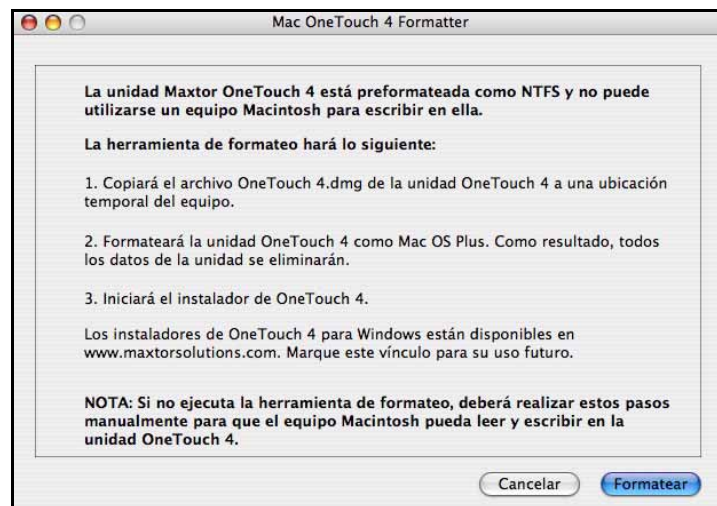 Mac OneTouch 4 Formatter
La unidad Maxtor OneTouch 4 está preformateada como NTFS y no puede
utilizarse un equipo Macintosh para escribir en ella.
La herramienta de formateo hará lo siguiente:
1. Copiará el archivo OneTouch 4.dmg de la unidad OneTouch 4 a una ubicación
temporal del equipo.
2. Formateará la unidad OneTouch 4 como Mac OS Plus. Como resultado, todos
los datos de la unidad se eliminarán.
3. Iniciará el instalador de OneTouch 4.
Los instaladores de OneTouch 4 para Windows están disponibles en
www.maxtorsolutions.com. Marque este vínculo para su uso futuro.
NOTA: Si no ejecuta la herramienta de formateo, deberá realizar estos pasos
manualmente para que el equipo Macintosh pueda leer y escribir en la
unidad OneTouch 4.
Cancelar
Formatear